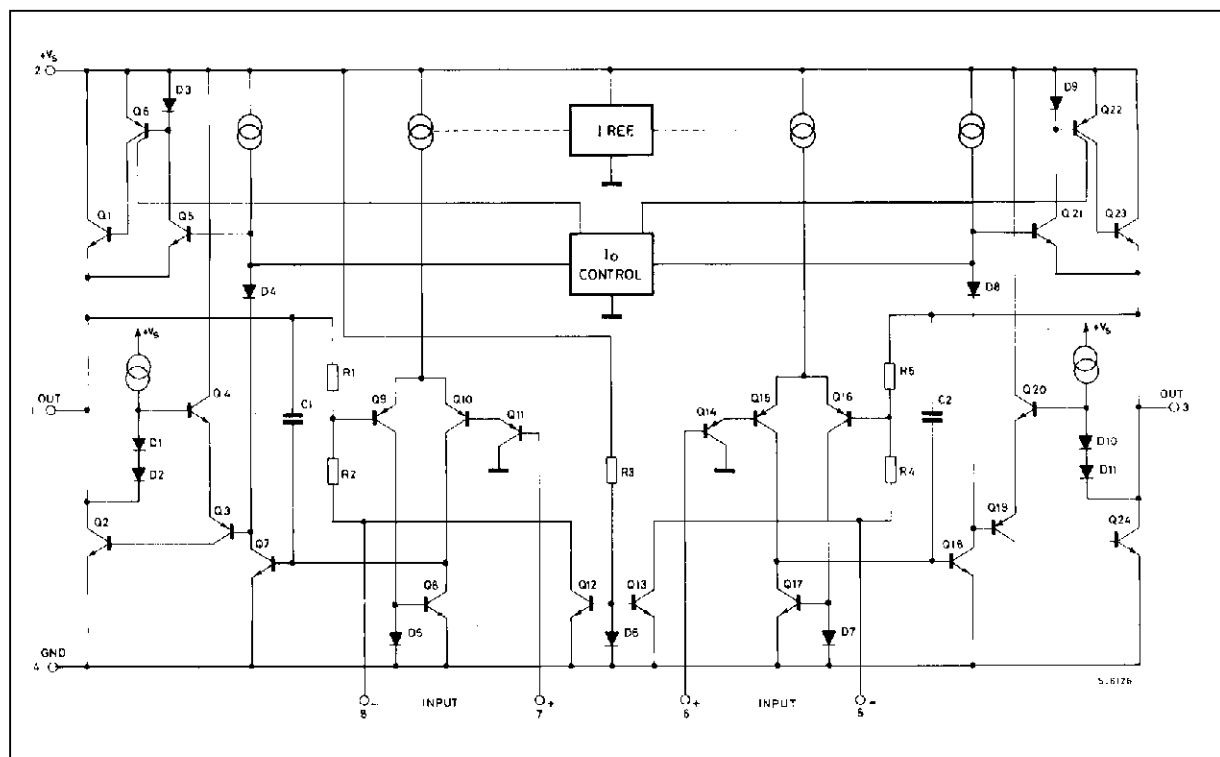 +Vs
2
D3
Q6
D9
Q22
I REF
Q1
Q5
Q21
Q23
Io
CONTROL
D4
D8
+Vs
+Vs
R1
R5
OUT
1
Q4
C1
Q9
Q10
Q11
Q14
Q15
Q16
C2
Q20
OUT
3
D1
D2
R2
R3
R4
D10
D11
Q2
Q3
Q7
Q18
Q19
Q24
Q8
Q12
Q13
Q17
D5
D6
D7
GND
4
S-6126
8
-
INPUT
7
+
6
+
INPUT
5
-